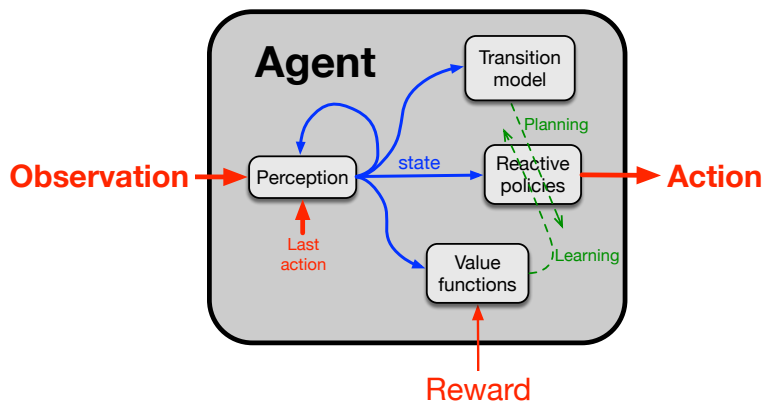 Agent
Transition
model
Planning
Observation
Perception
state
Reactive
policies
Action
Last
action
Value
functions
Learning
Reward